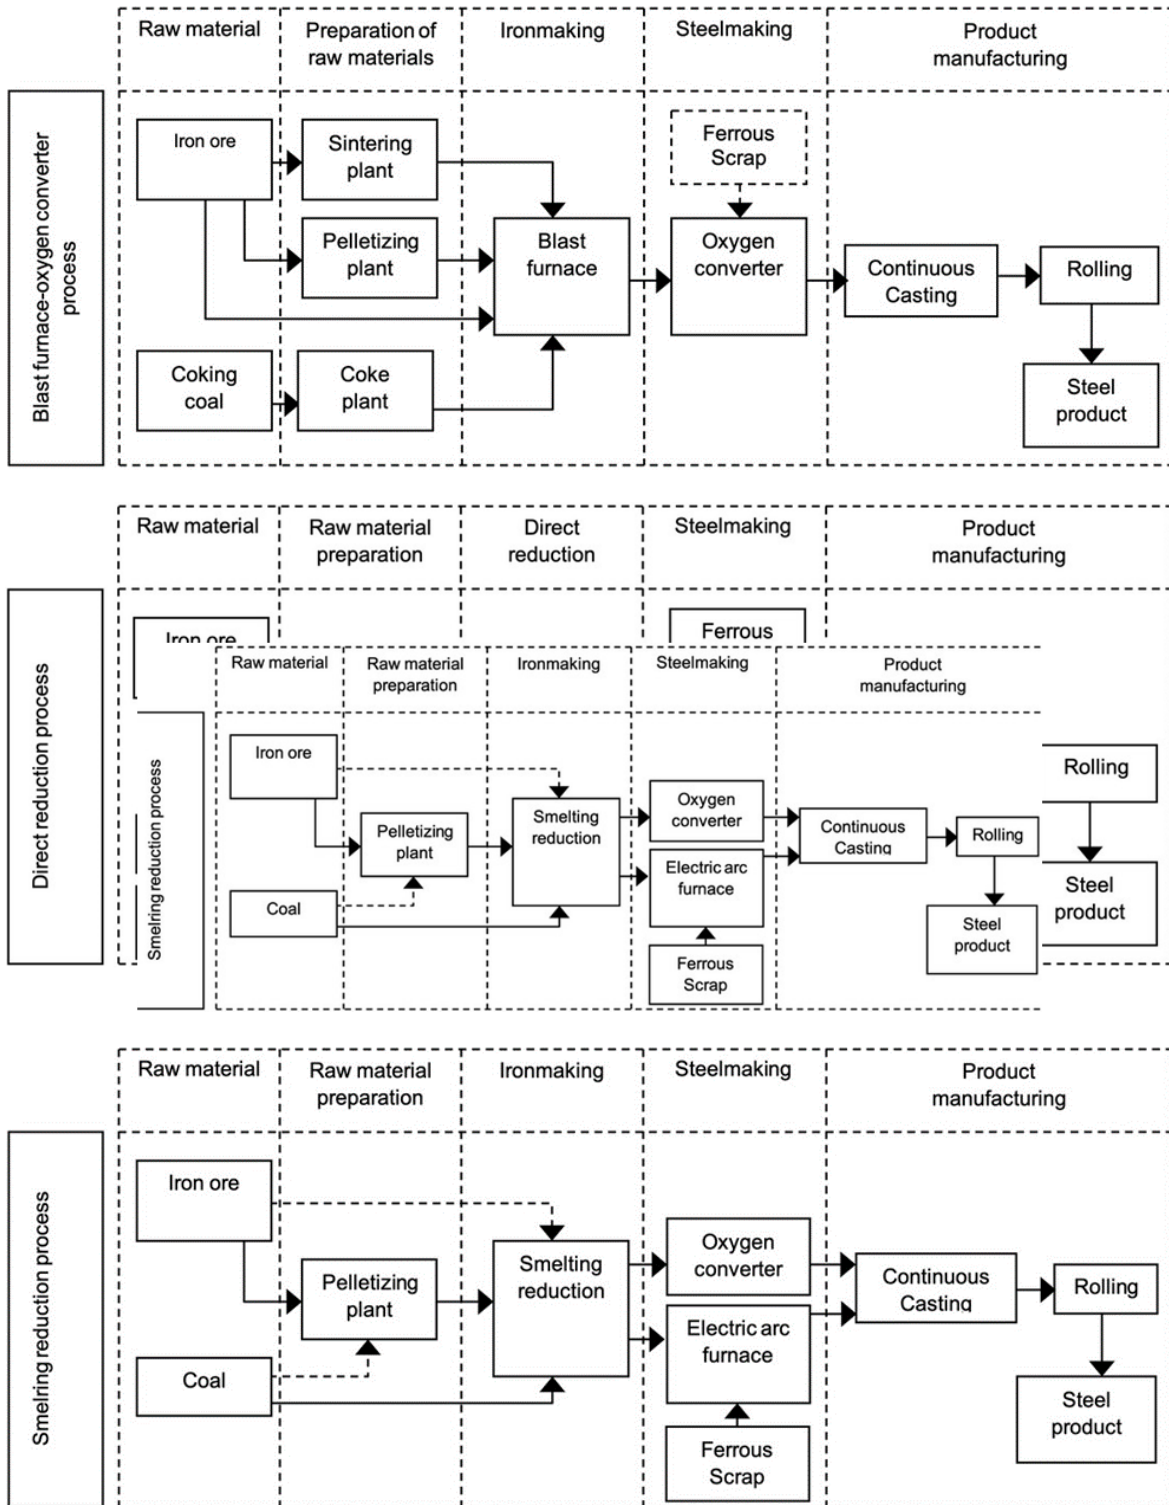 Raw material
Preparation of
raw materials
Ironmaking
Steelmaking
Product
manufacturing
Blast furnace-oxygen converter
process
Iron ore
Sintering
plant
Pelletizing
plant
Coking
coal
Coke
plant
Blast
furnace
Ferrous
Scrap
Oxygen
converter
Continuous
Casting
Rolling
Steel
product
Raw material
Raw material
preparation
Direct
reduction
Steelmaking
Product
manufacturing
Direct reduction process
Iron ore
Ferrous
Rolling
Steel
product
Raw material
Raw material
preparation
Ironmaking
Steelmaking
Product
manufacturing
Smelring reduction process
Iron ore
Pelletizing
plant
Coal
Smelting
reduction
Oxygen
converter
Electric arc
furnace
Ferrous
Scrap
Continuous
Casting
Rolling
Steel
product
Raw material
Raw material
preparation
Ironmaking
Steelmaking
Product
manufacturing
Smelring reduction process
Iron ore
Pelletizing
plant
Coal
Smelting
reduction
Oxygen
converter
Electric arc
furnace
Ferrous
Scrap
Continuous
Casting
Rolling
Steel
product